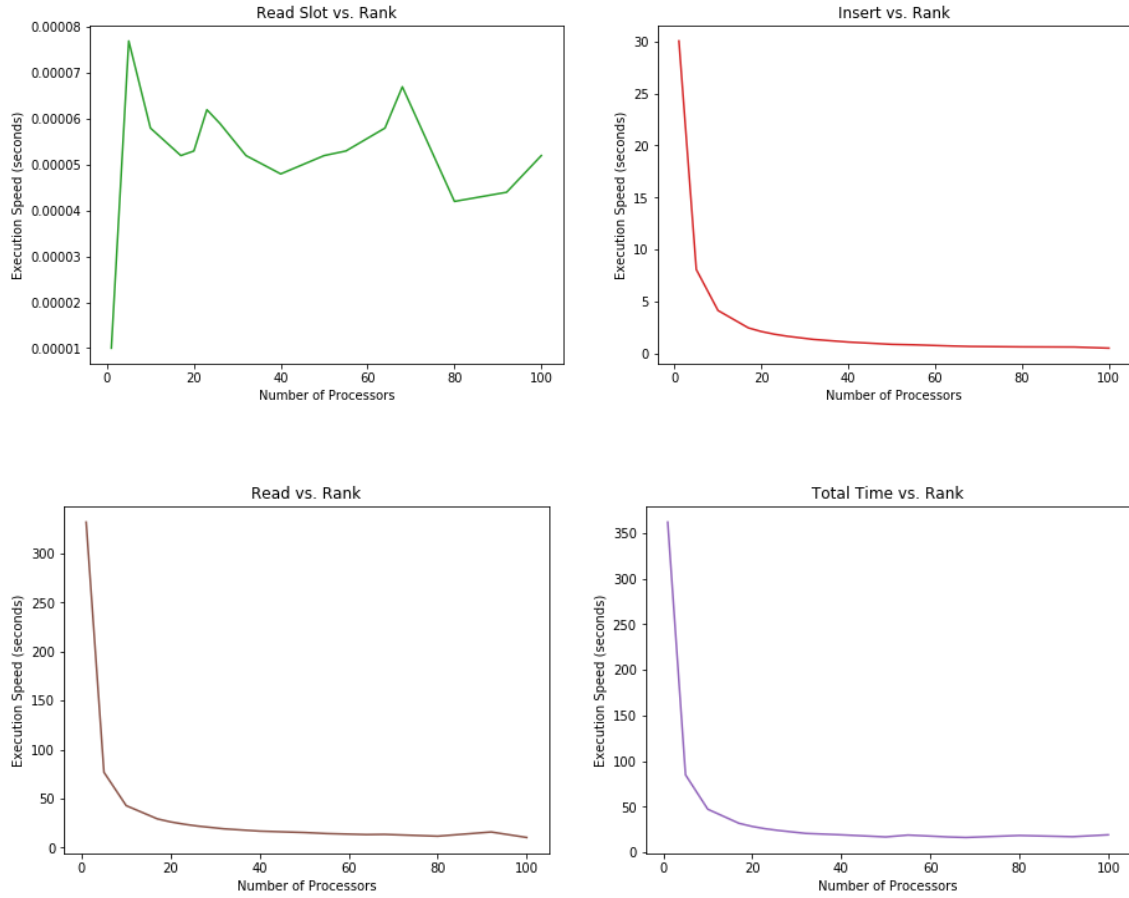 Read Slot vs. Rank
0.00008
0.00007
0.00006
0.00005
0.00004
0.00003
0.00002
0.00001
Execution Speed (seconds)
0 20 40 60 80 100
Number of Processors
Insert vs. Rank
30
25
20
15
10
5
0
Execution Speed (seconds)
0 20 40 60 80 100
Number of Processors
Read vs. Rank
300
250
200
150
100
50
0
Execution Speed (seconds)
0 20 40 60 80 100
Number of Processors
Total Time vs. Rank
350
300
250
200
150
100
50
0
Execution Speed (seconds)
0 20 40 60 80 100
Number of Processors